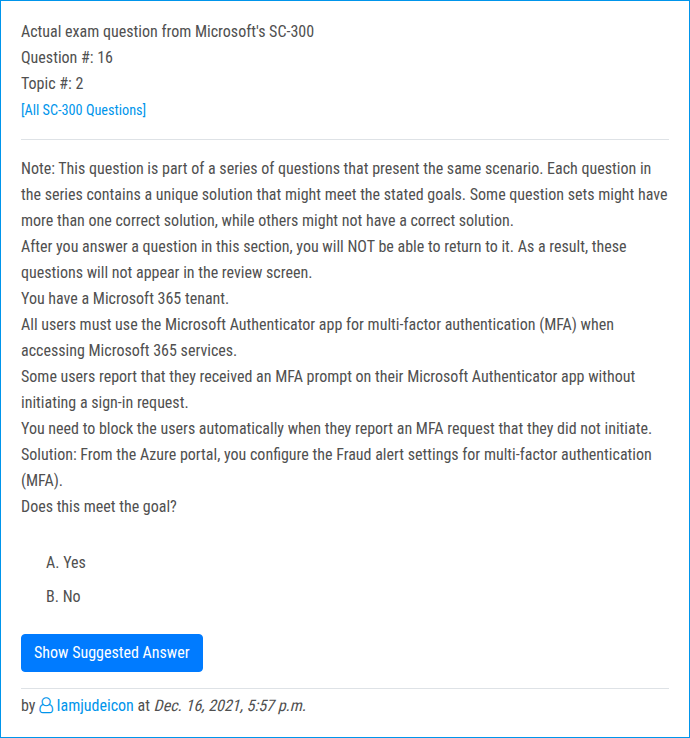 Actual exam question from Microsoft's SC-300
Question #: 16
Topic #: 2
[All SC-300 Questions]
Note: This question is part of a series of questions that present the same scenario. Each question in
the series contains a unique solution that might meet the stated goals. Some question sets might have
more than one correct solution, while others might not have a correct solution.
After you answer a question in this section, you will NOT be able to return to it. As a result, these
questions will not appear in the review screen.
You have a Microsoft 365 tenant.
All users must use the Microsoft Authenticator app for multi-factor authentication (MFA) when
accessing Microsoft 365 services.
Some users report that they received an MFA prompt on their Microsoft Authenticator app without
initiating a sign-in request.
You need to block the users automatically when they report an MFA request that they did not initiate.
Solution: From the Azure portal, you configure the Fraud alert settings for multi-factor authentication
(MFA).
Does this meet the goal?
A. Yes
B. No
Show Suggested Answer
by Iamjudeicon at Dec. 16, 2021, 5:57 p.m.